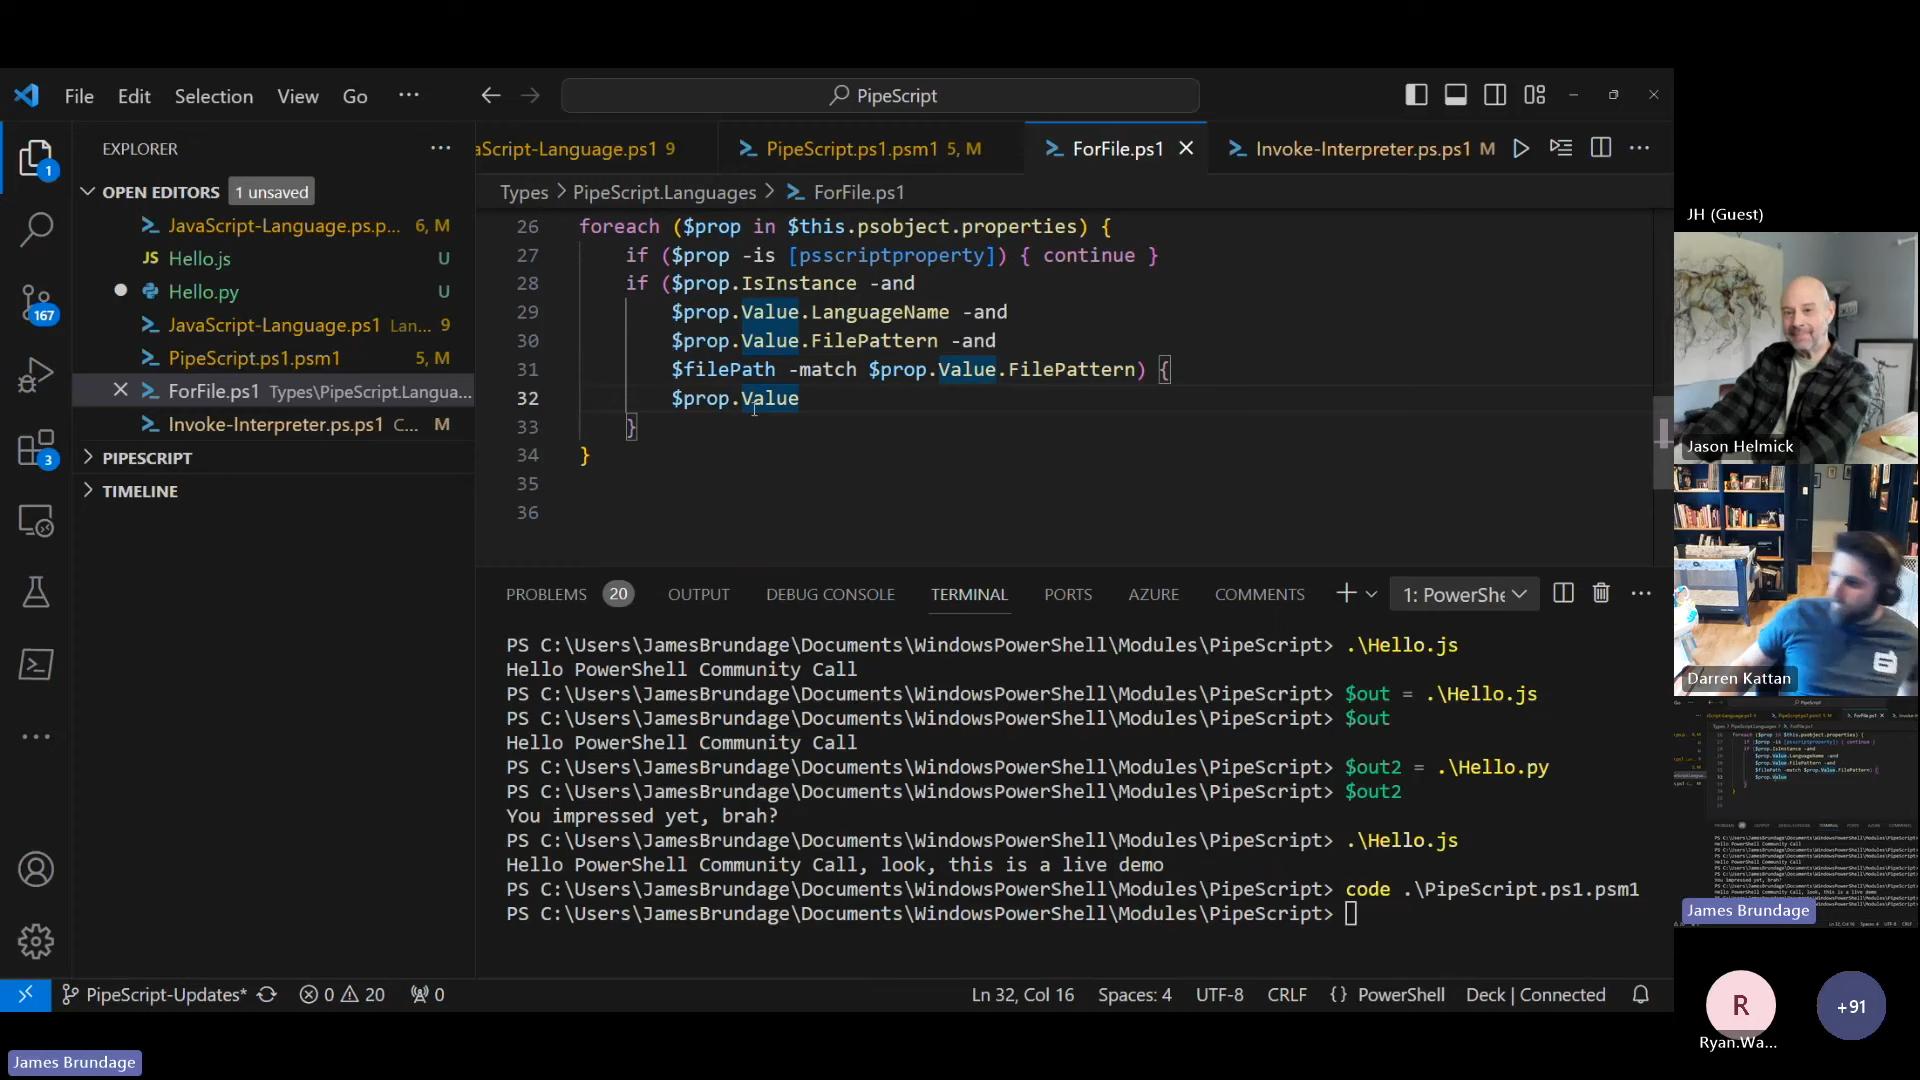 File Edit Selection View Go ···
PipeScript
EXPLORER
OPEN EDITORS 1 unsaved
JavaScript-Language.ps.p... 6, M
JS Hello.js U
Hello.py U
JavaScript-Language.ps1 Lan... 9
PipeScript.ps1.psm1 5, M
ForFile.ps1 Types\PipeScript.Langua...
Invoke-Interpreter.ps.ps1 C... M
PIPESCRIPT
TIMELINE
1
167
3
aScript-Language.ps1 9 PipeScript.ps1.psm1 5, M ForFile.ps1 Invoke-Interpreter.ps.ps1 M
Types > PipeScript.Languages > ForFile.ps1
26 foreach ($prop in $this.psobject.properties) {
27 if ($prop -is [psscriptproperty]) { continue }
28 if ($prop.IsInstance -and
29 $prop.Value.LanguageName -and
30 $prop.Value.FilePattern -and
31 $filePath -match $prop.Value.FilePattern) {
32 $prop.Value
33 }
34 }
35
36
PROBLEMS 20 OUTPUT DEBUG CONSOLE TERMINAL PORTS AZURE COMMENTS 1: PowerShe
PS C:\Users\JamesBrundage\Documents\WindowsPowerShell\Modules\PipeScript> .\Hello.js
Hello PowerShell Community Call
PS C:\Users\JamesBrundage\Documents\WindowsPowerShell\Modules\PipeScript> $out = .\Hello.js
PS C:\Users\JamesBrundage\Documents\WindowsPowerShell\Modules\PipeScript> $out
Hello PowerShell Community Call
PS C:\Users\JamesBrundage\Documents\WindowsPowerShell\Modules\PipeScript> $out2 = .\Hello.py
PS C:\Users\JamesBrundage\Documents\WindowsPowerShell\Modules\PipeScript> $out2
You impressed yet, brah?
PS C:\Users\JamesBrundage\Documents\WindowsPowerShell\Modules\PipeScript> .\Hello.js
Hello PowerShell Community Call, look, this is a live demo
PS C:\Users\JamesBrundage\Documents\WindowsPowerShell\Modules\PipeScript> code .\PipeScript.ps1.psm1
PS C:\Users\JamesBrundage\Documents\WindowsPowerShell\Modules\PipeScript>
PipeScript-Updates* 0 20 0 Ln 32, Col 16 Spaces: 4 UTF-8 CRLF {} PowerShell Deck | Connected
James Brundage
JH (Guest)
Jason Helmick
Darren Kattan
James Brundage
R
+91
Ryan.Wa...